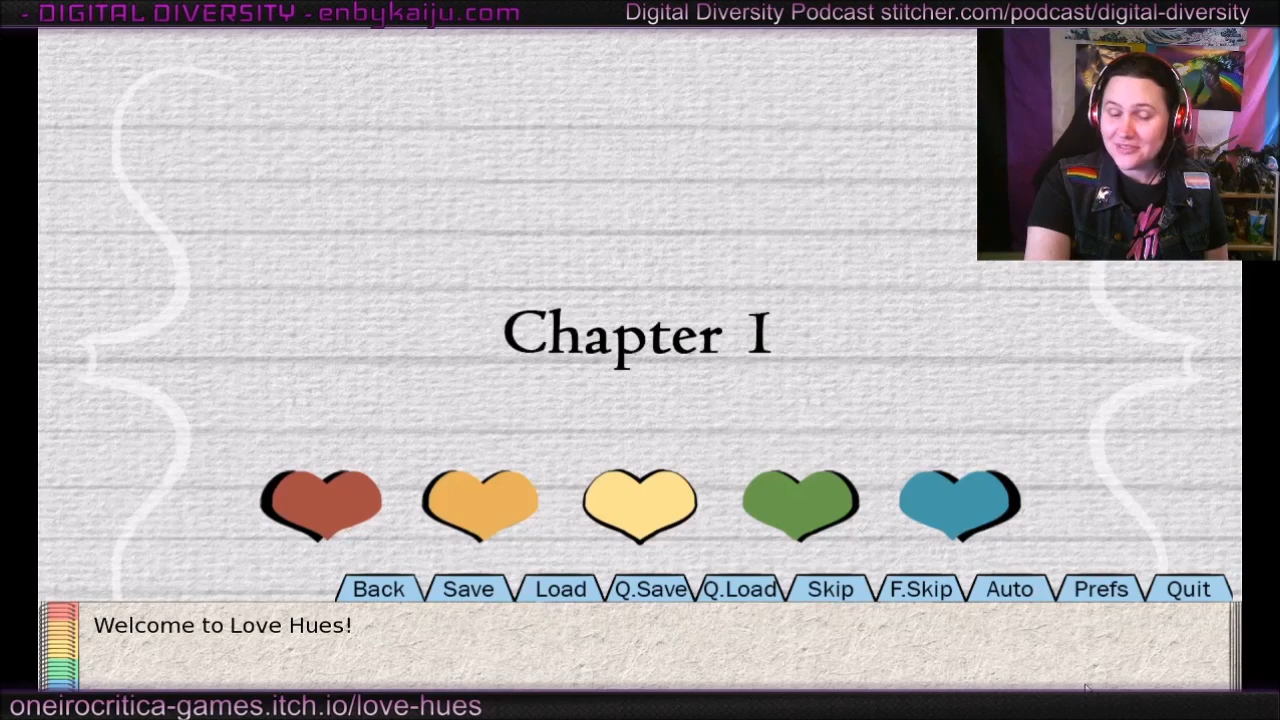 - DIGITAL DIVERSITY - enbykaiju.com
Digital Diversity Podcast stitcher.com/podcast/digital-diversity
Chapter 1
Back Save Load Q.Save Q.Load Skip F.Skip Auto Prefs Quit
Welcome to Love Hues!
oneirocritica-games.itch.io/love-hues